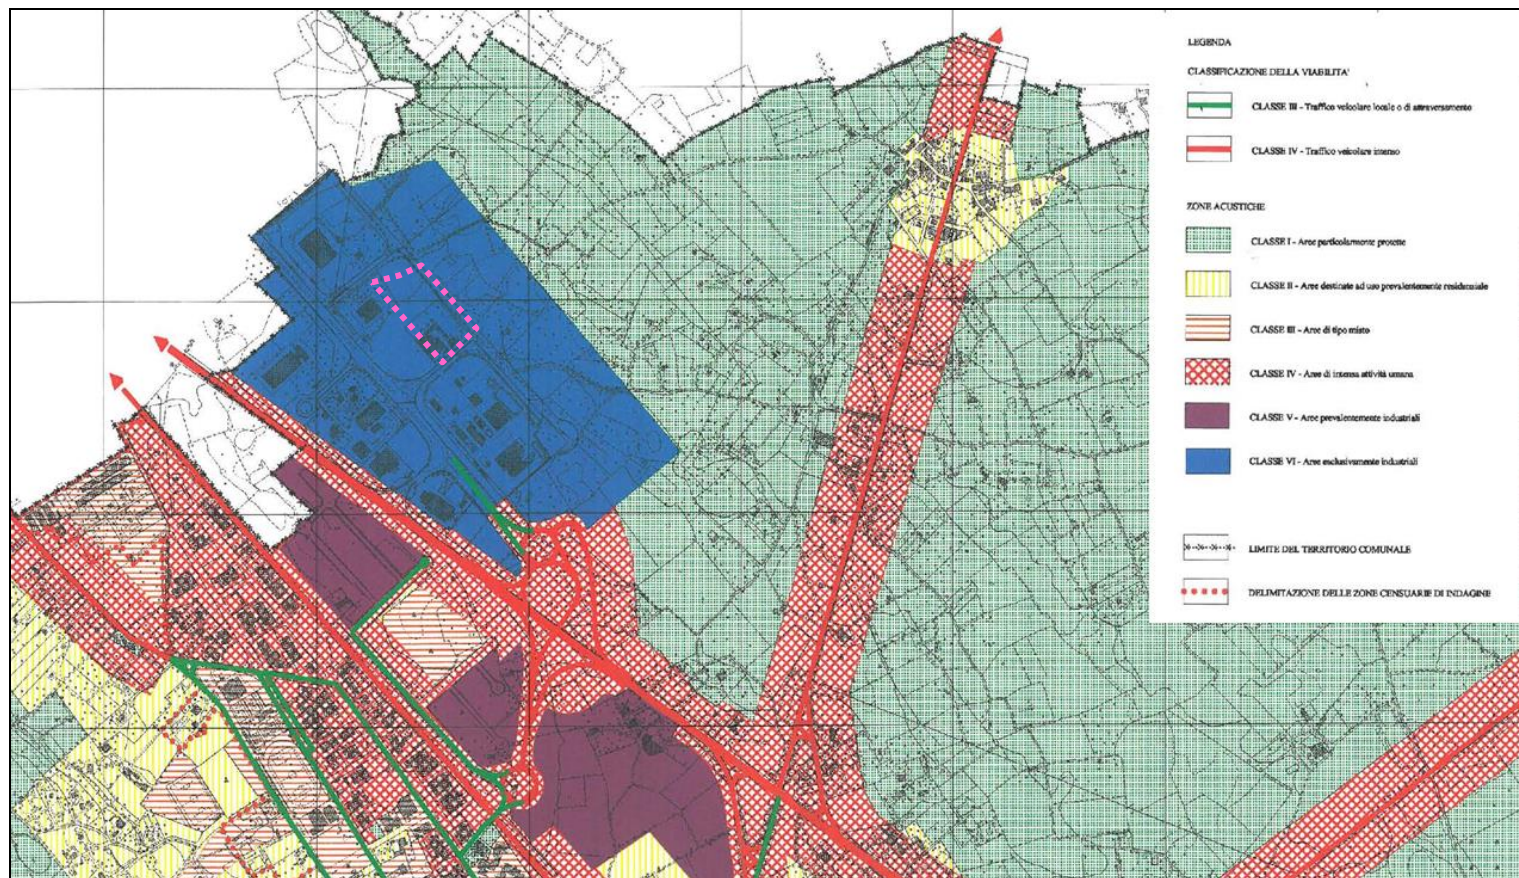 LEGENDA
CLASSIFICAZIONE DELLA VIABILITA'
CLASSE III - Traffico veicolare locale o di attraversamento
CLASSE IV - Traffico veicolare intenso
ZONE ACUSTICHE
CLASSE I - Aree particolarmente protette
CLASSE II - Aree destinate ad uso prevalentemente residenziale
CLASSE III - Aree di tipo misto
CLASSE IV - Aree di intensa attività umana
CLASSE V - Aree prevalentemente industriali
CLASSE VI - Aree esclusivamente industriali
LIMITE DEL TERRITORIO COMUNALE
DELIMITAZIONE DELLE ZONE CENSUARIE DI INDAGINE